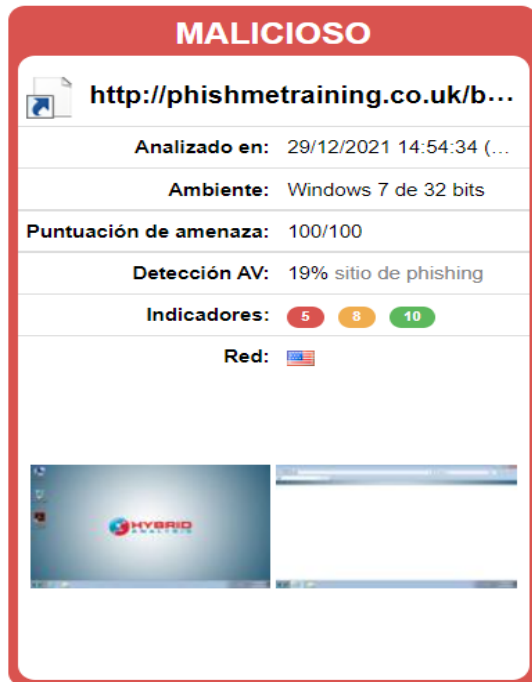 MALICIOSO
http://phishmetraining.co.uk/b...
Analizado en: 29/12/2021 14:54:34 (...
Ambiente: Windows 7 de 32 bits
Puntuación de amenaza: 100/100
Detección AV: 19% sitio de phishing
Indicadores: 5 8 10
Red:
HYBRID
ANALYSIS